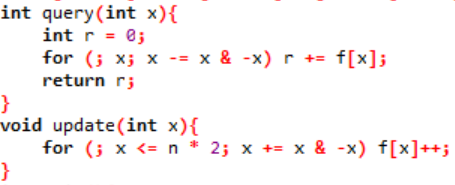 int query(int x){
    int r = 0;
    for (; x; x -= x & -x) r += f[x];
    return r;
}
void update(int x){
    for (; x <= n * 2; x += x & -x) f[x]++;
}